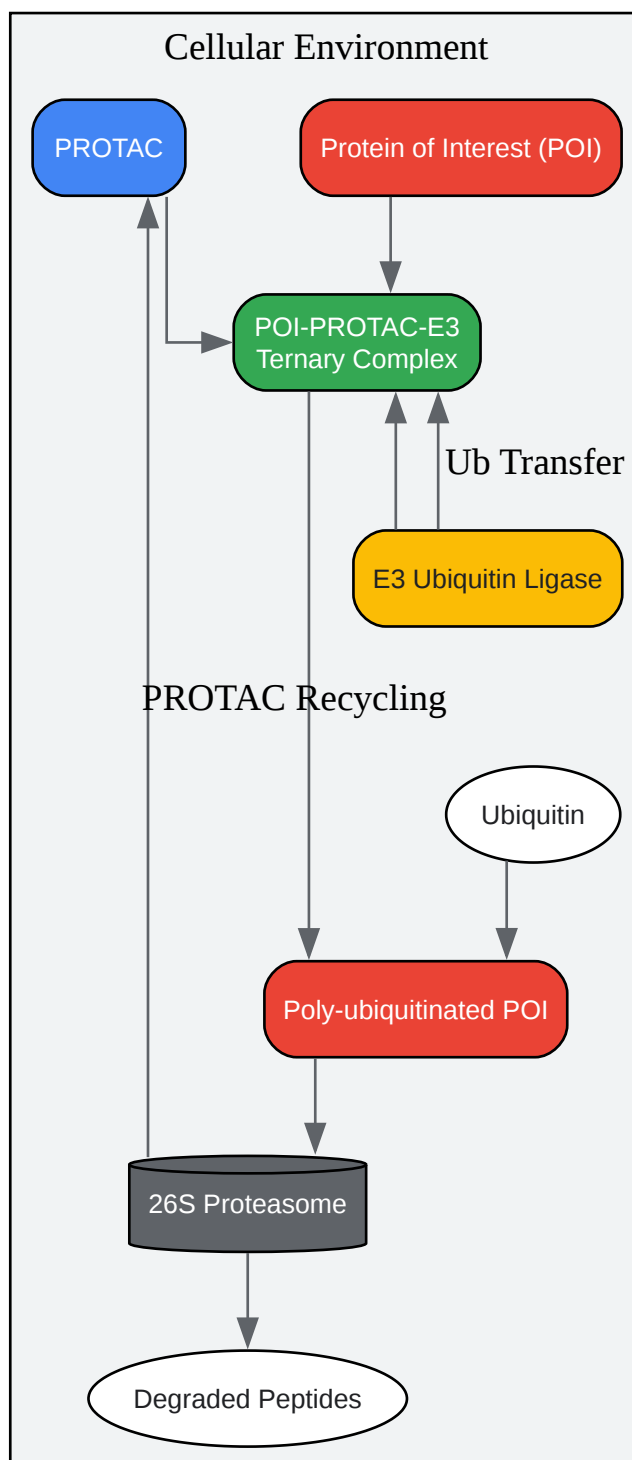 Cellular Environment
PROTAC
Protein of Interest (POI)
POI-PROTAC-E3
Ternary Complex
Ub Transfer
E3 Ubiquitin Ligase
PROTAC Recycling
Ubiquitin
Poly-ubiquitinated POI
26S Proteasome
Degraded Peptides